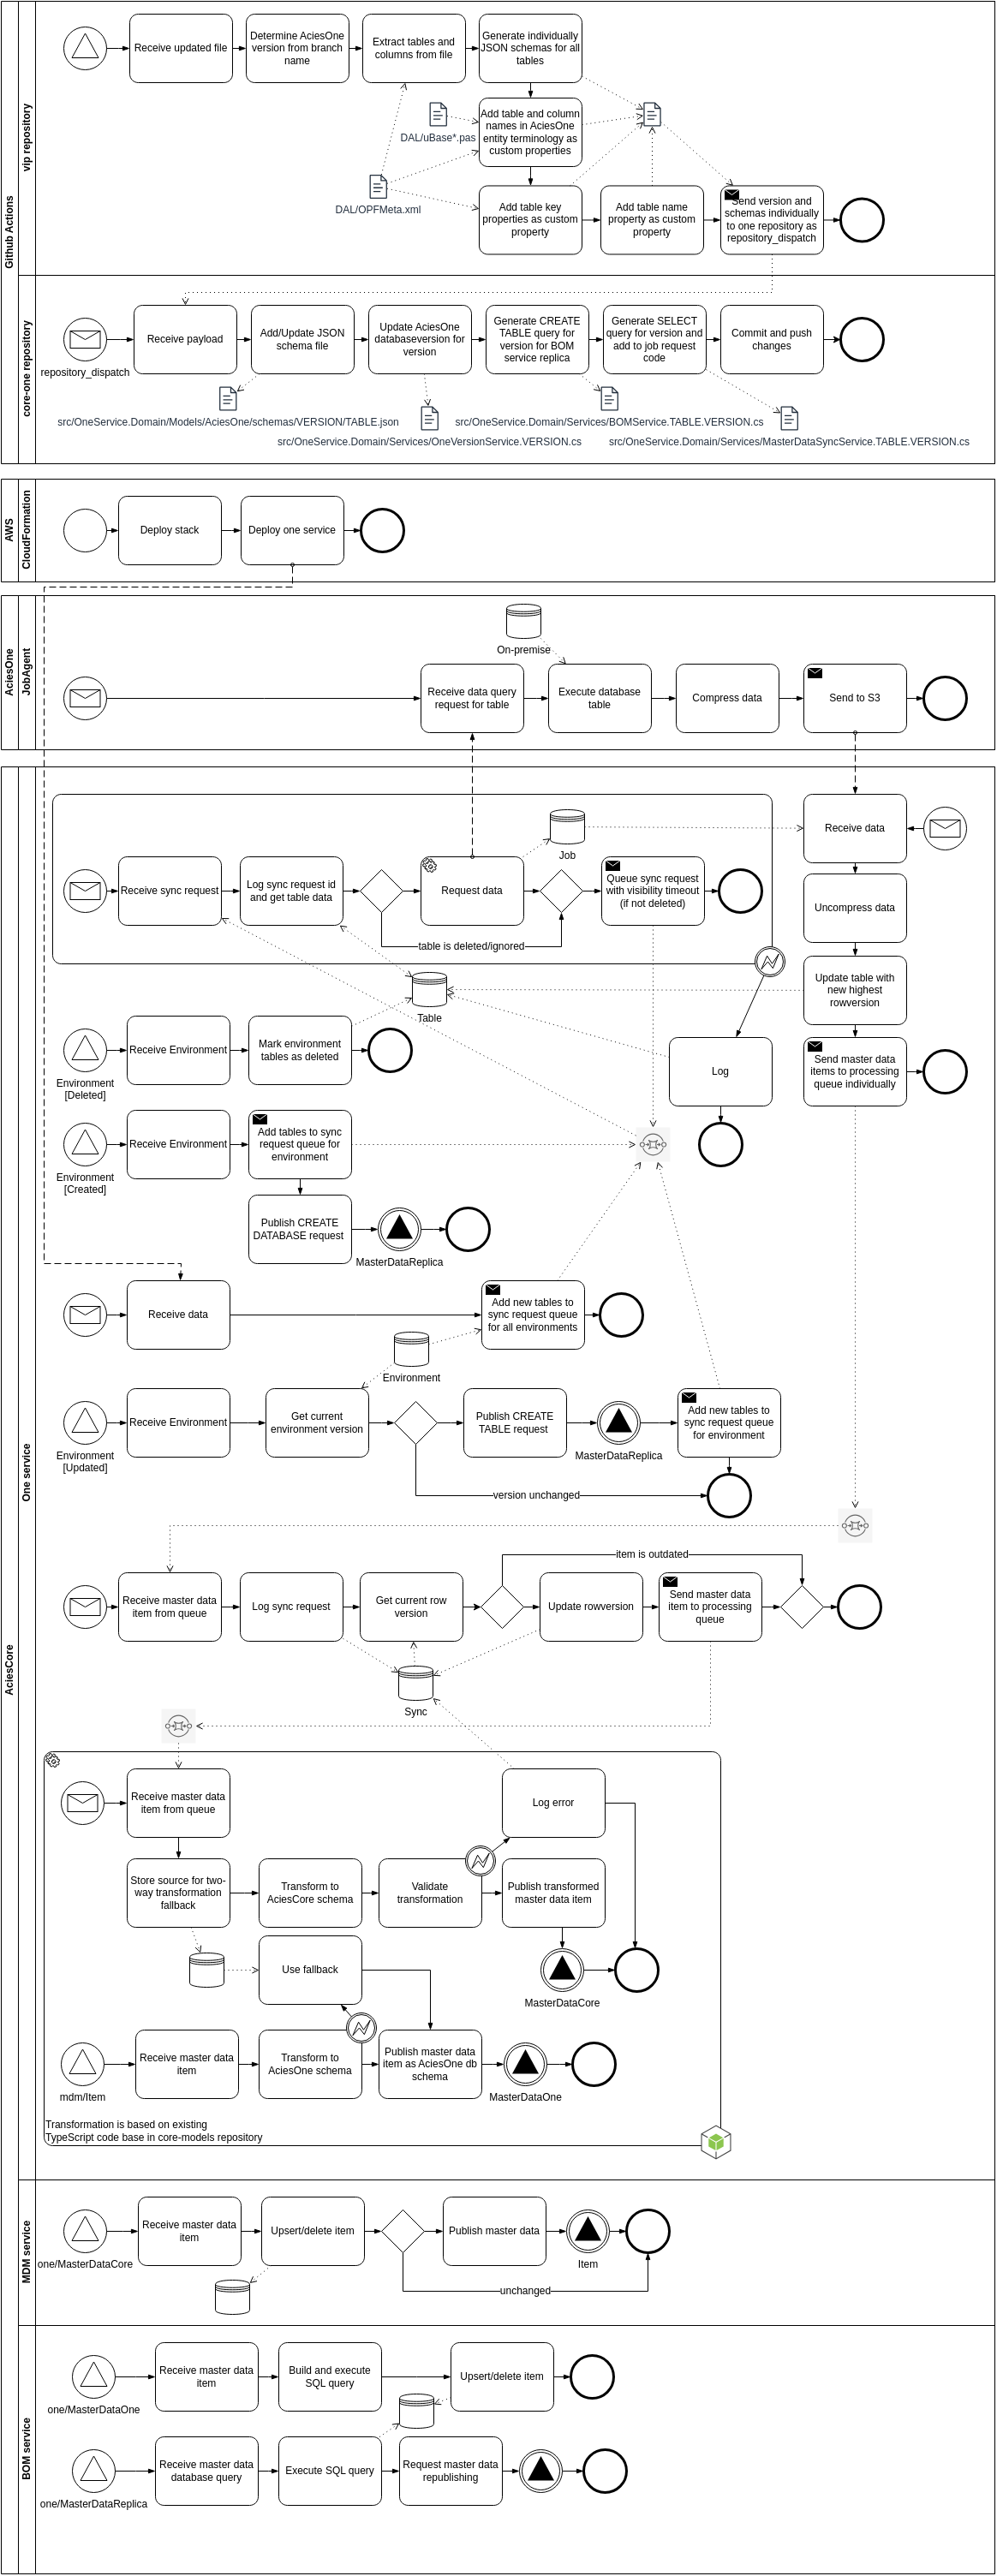 Github Actions
vip repository
Receive updated file
Determine AciesOne
version from branch
name
Extract tables and
columns from file
Generate individually
JSON schemas for all
tables
DAL/uBase*.pas
Add table and column
names in AciesOne
entity terminology as
custom properties
DAL/OPFMeta.xml
Add table key
properties as custom
property
Add table name
property as custom
property
Send version and
schemas individually
to one repository as
repository_dispatch
core-one repository
repository_dispatch
Receive payload
Add/Update JSON
schema file
Update AciesOne
databaseversion for
version
Generate CREATE
TABLE query for
version for BOM
service replica
Generate SELECT
query for version and
add to job request
code
Commit and push
changes
src/OneService.Domain/Models/AciesOne/schemas/VERSION/TABLE.json
src/OneService.Domain/Services/BOMService.TABLE.VERSION.cs
src/OneService.Domain/Services/OneVersionService.VERSION.cs
src/OneService.Domain/Services/MasterDataSyncService.TABLE.VERSION.cs
AWS
CloudFormation
Deploy stack
Deploy one service
AciesOne
JobAgent
On-premise
Receive data query
request for table
Execute database
table
Compress data
Send to S3
AciesCore
One service
Receive sync request
Log sync request id
and get table data
Request data
Job
Queue sync request
with visibility timeout
(if not deleted)
table is deleted/ignored
Receive data
Uncompress data
Update table with
new highest
rowversion
Send master data
items to processing
queue individually
Table
Log
Environment
[Deleted]
Receive Environment
Mark environment
tables as deleted
Environment
[Created]
Receive Environment
Add tables to sync
request queue for
environment
Publish CREATE
DATABASE request
MasterDataReplica
Receive data
Add new tables to
sync request queue
for all environments
Environment
Environment
[Updated]
Receive Environment
Get current
environment version
Publish CREATE
TABLE request
MasterDataReplica
Add new tables to
sync request queue
for environment
version unchanged
item is outdated
Receive master data
item from queue
Log sync request
Get current row
version
Update rowversion
Send master data
item to processing
queue
Sync
Receive master data
item from queue
Log error
Store source for two-
way transformation
fallback
Transform to
AciesCore schema
Validate
transformation
Publish transformed
master data item
Use fallback
MasterDataCore
mdm/Item
Receive master data
item
Transform to
AciesOne schema
Publish master data
item as AciesOne db
schema
MasterDataOne
Transformation is based on existing
TypeScript code base in core-models repository
MDM service
one/MasterDataCore
Receive master data
item
Upsert/delete item
Publish master data
Item
unchanged
BOM service
one/MasterDataOne
Receive master data
item
Build and execute
SQL query
Upsert/delete item
one/MasterDataReplica
Receive master data
database query
Execute SQL query
Request master data
republishing